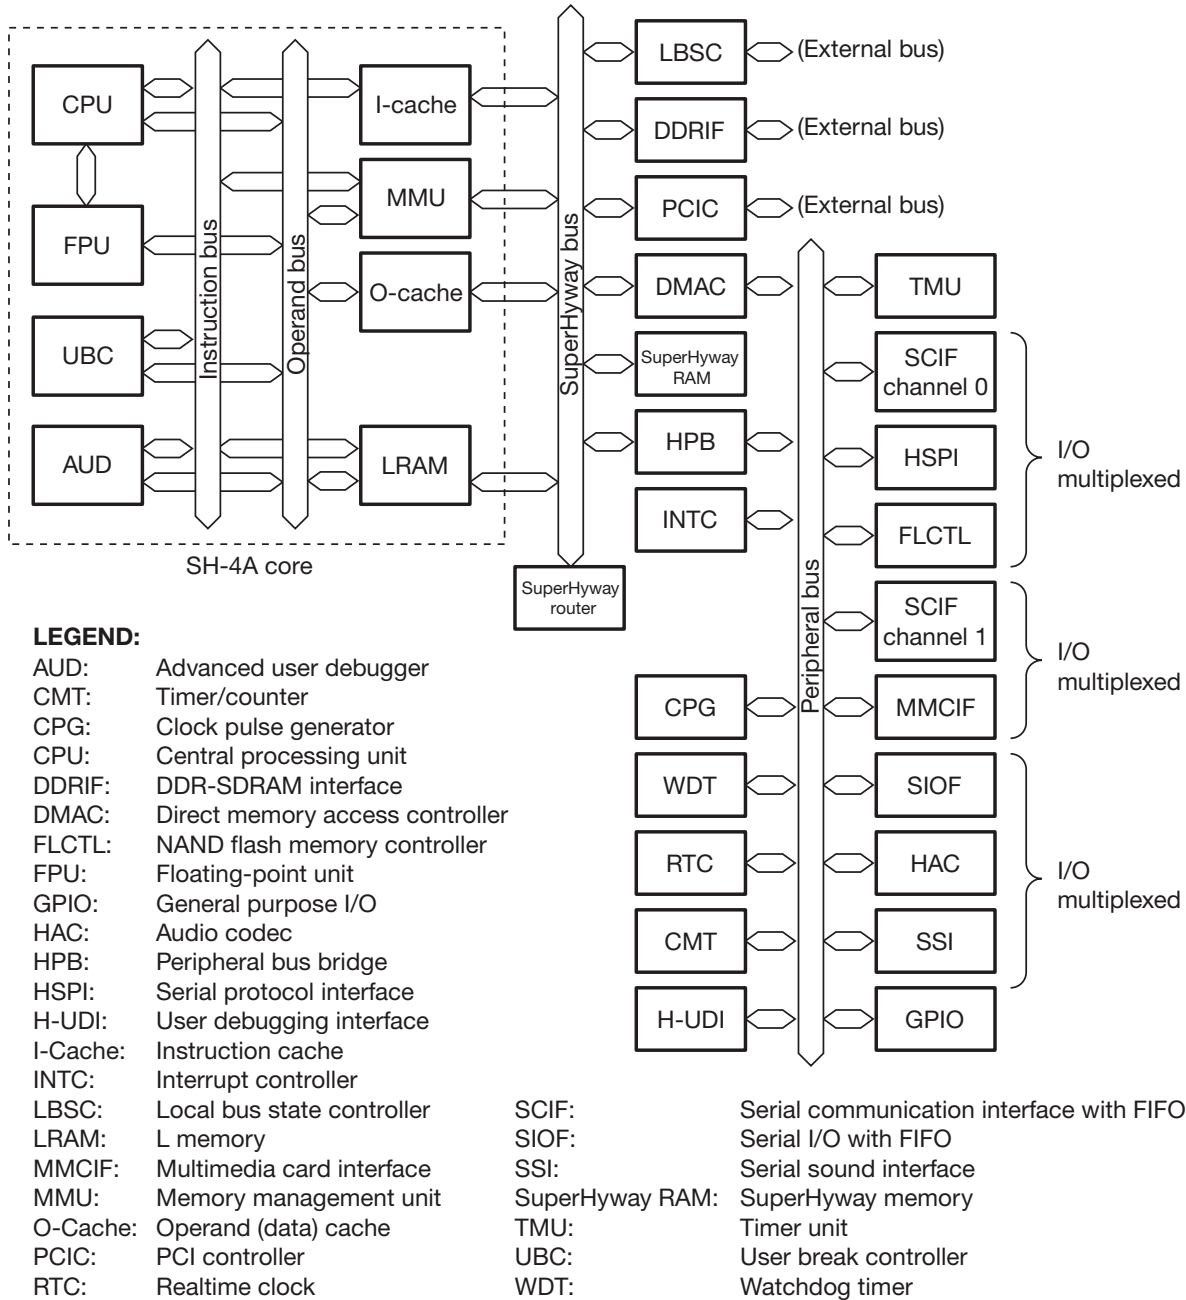 LBSC
(External bus)
CPU
I-cache
DDRIF
(External bus)
MMU
PCIC
(External bus)
FPU
Instruction bus
Operand bus
SuperHyway bus
O-cache
DMAC
TMU
UBC
SuperHyway
RAM
SCIF
channel 0
AUD
LRAM
HPB
HSPI
I/O
multiplexed
INTC
FLCTL
SH-4A core
SuperHyway
router
Peripheral bus
SCIF
channel 1
I/O
multiplexed
CPG
MMCIF
WDT
SIOF
RTC
HAC
I/O
multiplexed
CMT
SSI
H-UDI
GPIO
LEGEND:
AUD: Advanced user debugger
CMT: Timer/counter
CPG: Clock pulse generator
CPU: Central processing unit
DDRIF: DDR-SDRAM interface
DMAC: Direct memory access controller
FLCTL: NAND flash memory controller
FPU: Floating-point unit
GPIO: General purpose I/O
HAC: Audio codec
HPB: Peripheral bus bridge
HSPI: Serial protocol interface
H-UDI: User debugging interface
I-Cache: Instruction cache
INTC: Interrupt controller
LBSC: Local bus state controller
LRAM: L memory
MMCIF: Multimedia card interface
MMU: Memory management unit
O-Cache: Operand (data) cache
PCIC: PCI controller
RTC: Realtime clock
SCIF: Serial communication interface with FIFO
SIOF: Serial I/O with FIFO
SSI: Serial sound interface
SuperHyway RAM: SuperHyway memory
TMU: Timer unit
UBC: User break controller
WDT: Watchdog timer